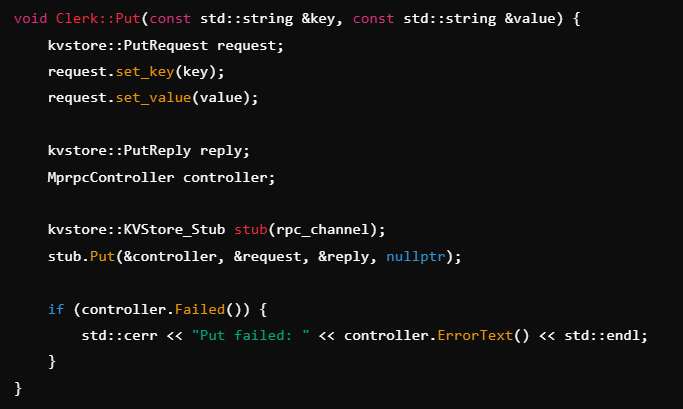 void Clerk::Put(const std::string &key, const std::string &value) {
    kvstore::PutRequest request;
    request.set_key(key);
    request.set_value(value);

    kvstore::PutReply reply;
    MprpcController controller;

    kvstore::KVStore_Stub stub(rpc_channel);
    stub.Put(&controller, &request, &reply, nullptr);

    if (controller.Failed()) {
        std::cerr << "Put failed: " << controller.ErrorText() << std::endl;
    }
}